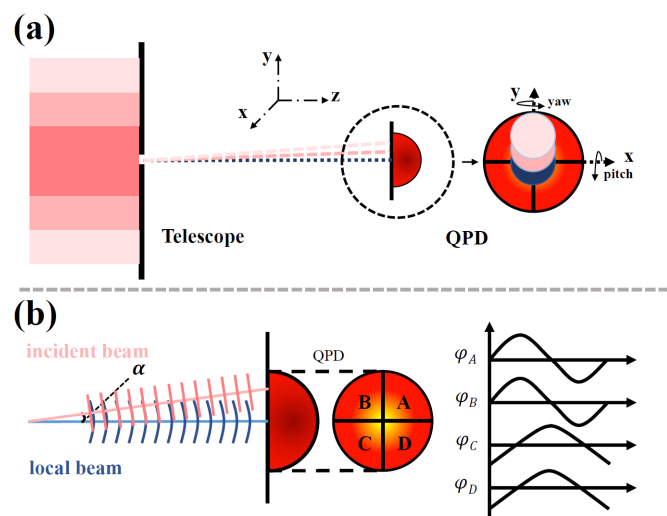 (a)
y
z
x
y
yaw
x
pitch
Telescope
QPD
(b)
incident beam
α
QPD
B A
C D
local beam
φA
φB
φC
φD